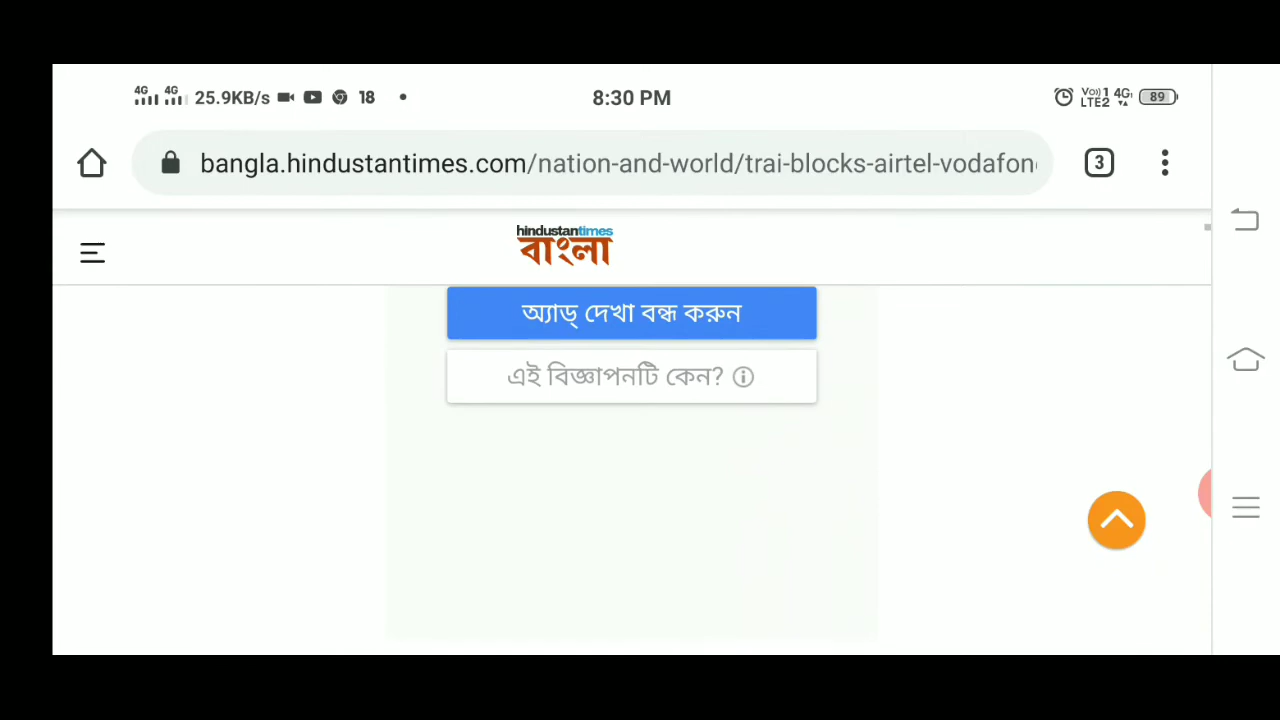 4G 4G 25.9KB/s 18 • 8:30 PM Vo)) 1 LTE2 4G 89
bangla.hindustantimes.com/nation-and-world/trai-blocks-airtel-vodafon 3
hindustantimes
বাংলা
অ্যাড্ দেখা বন্ধ করুন
এই বিজ্ঞাপনটি কেন?